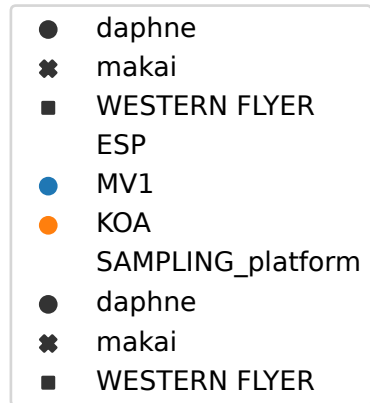 daphne
makai
WESTERN FLYER
ESP
MV1
KOA
SAMPLING_platform
daphne
makai
WESTERN FLYER